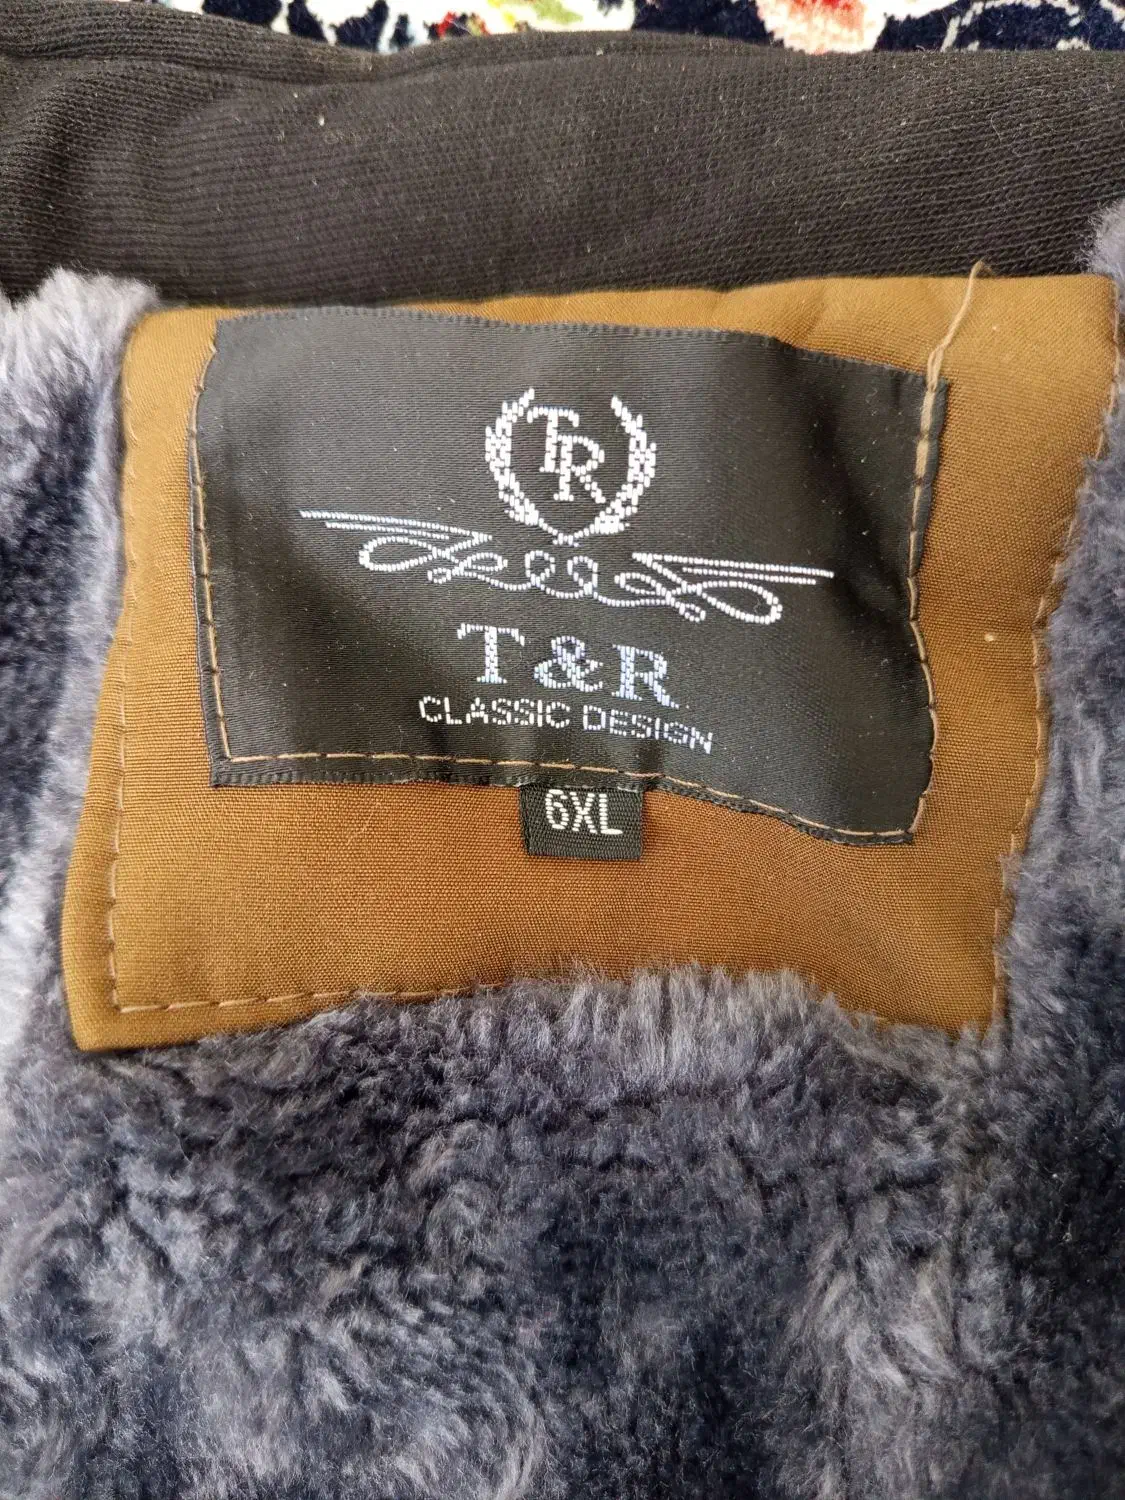 TR
T & R
CLASSIC DESIGN
6XL